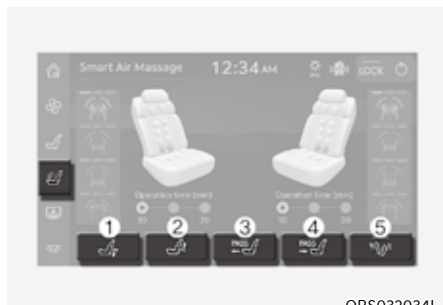 Smart Air Massage 12:34 AM LOCK
Operation time (min) Operation time (min)
10 20 10 20
1 2 3 4 5
PASS PASS